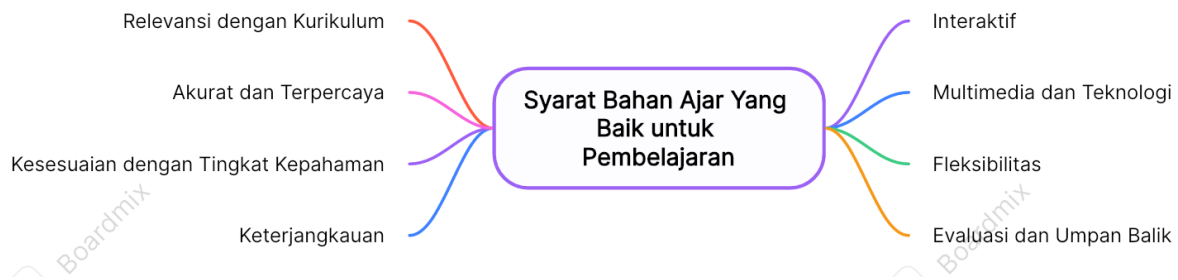 Relevansi dengan Kurikulum
Akurat dan Terpercaya
Kesesuaian dengan Tingkat Kepahaman
Keterjangkauan
Syarat Bahan Ajar Yang
Baik untuk
Pembelajaran
Interaktif
Multimedia dan Teknologi
Fleksibilitas
Evaluasi dan Umpan Balik
Boardmix
Boardmix